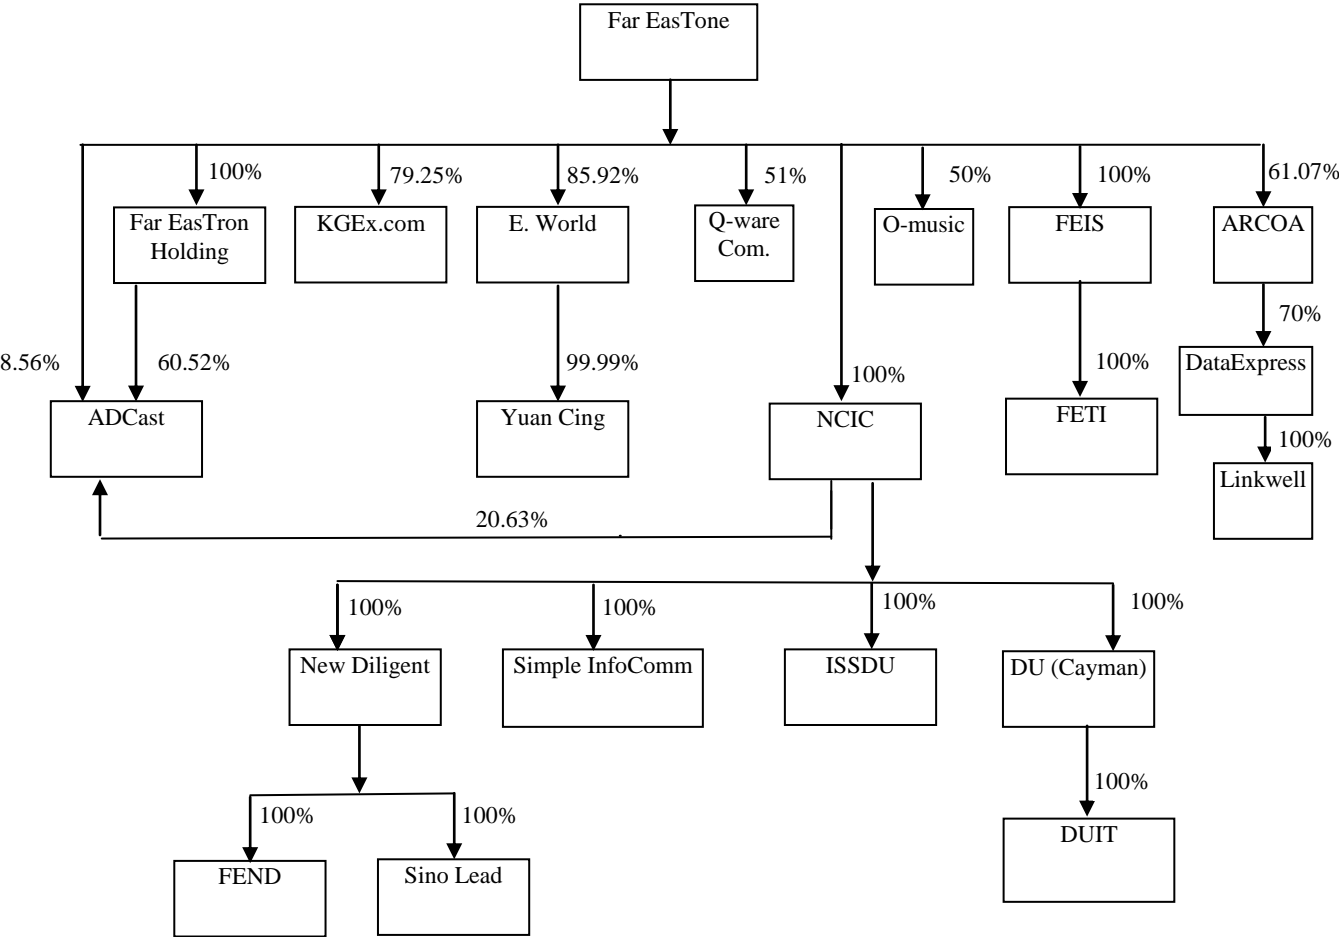 Far EasTone
100%
79.25%
85.92%
51%
50%
100%
61.07%
Far EasTron
Holding
KGEx.com
E. World
Q-ware
Com.
O-music
FEIS
ARCOA
70%
8.56%
60.52%
99.99%
100%
100%
DataExpress
ADCast
Yuan Cing
NCIC
FETI
100%
Linkwell
20.63%
100%
100%
100%
100%
New Diligent
Simple InfoComm
ISSDU
DU (Cayman)
100%
100%
100%
DUIT
FEND
Sino Lead